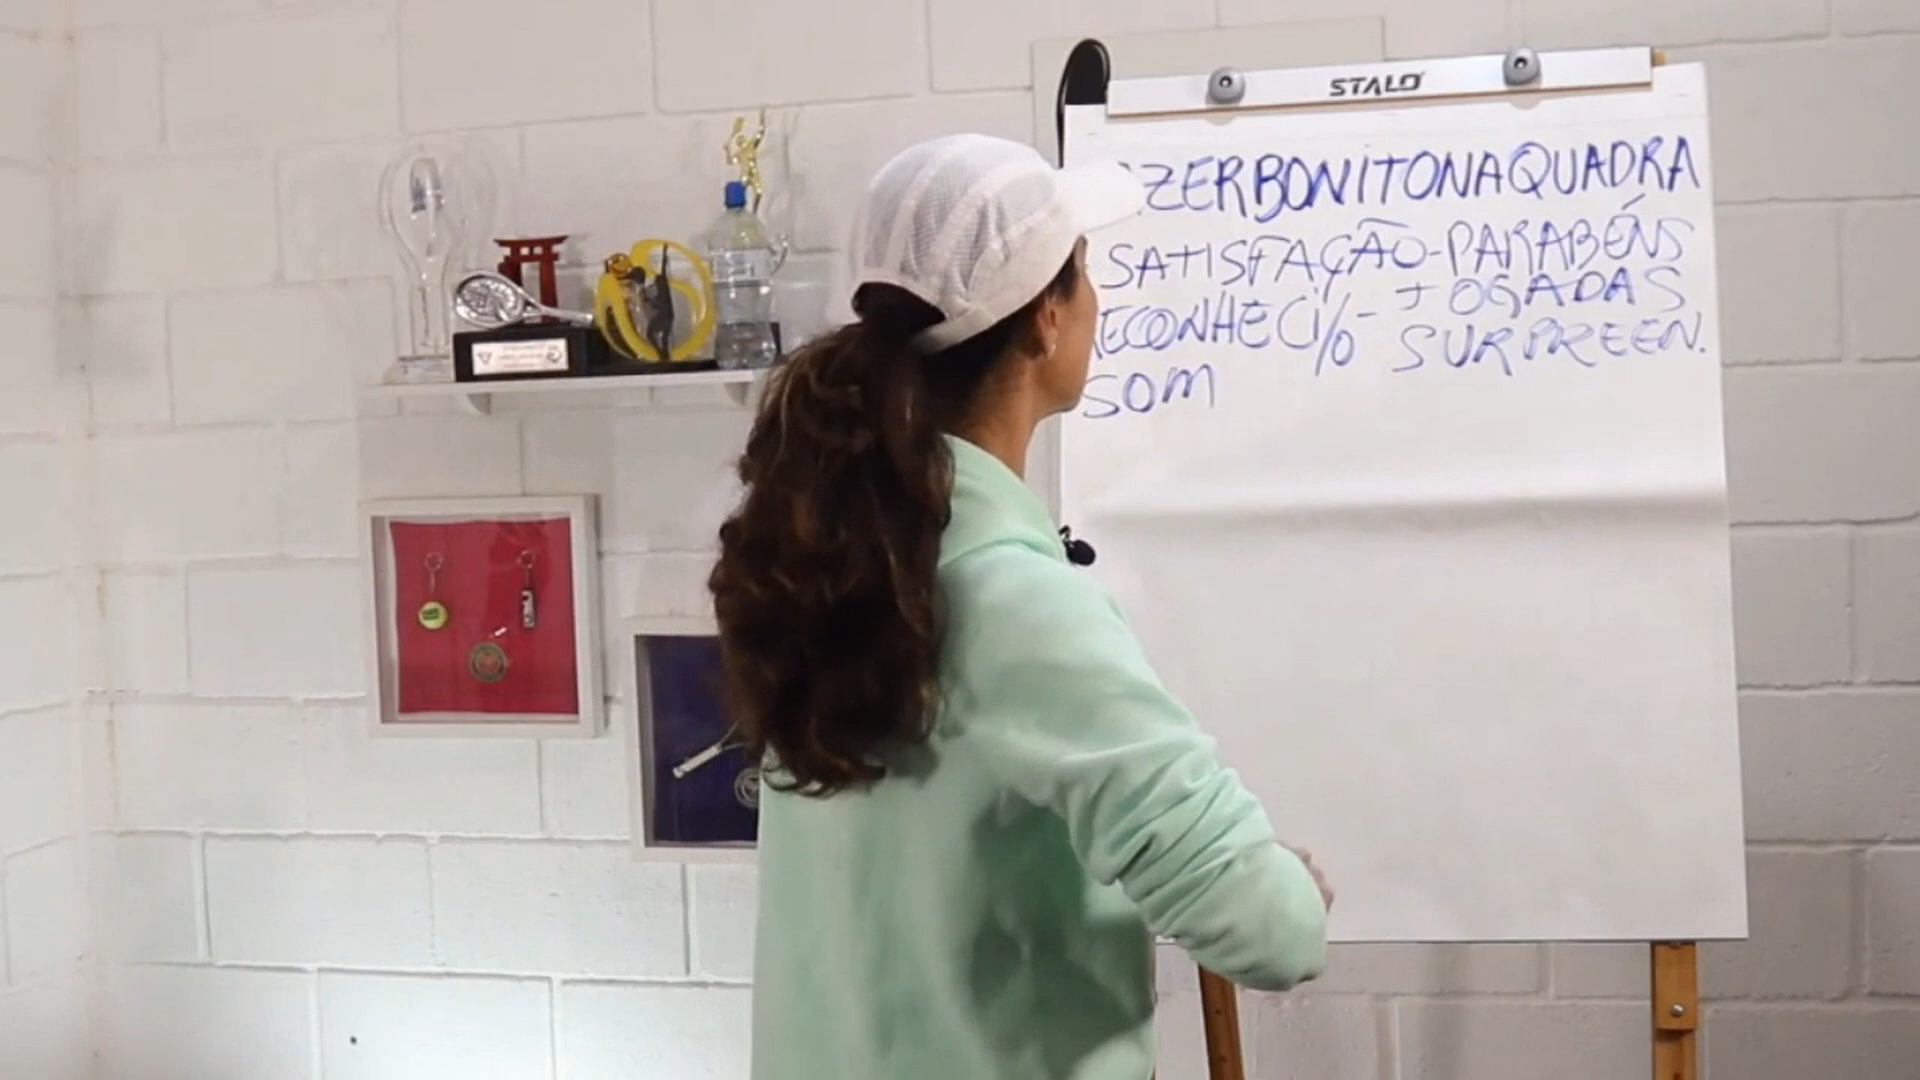 STALO
ZERBONITONAQUADRA
SATISFAÇÃO-PARABÉNS
ECONHECI/o - JOGADAS
SURPREEN.
SOM